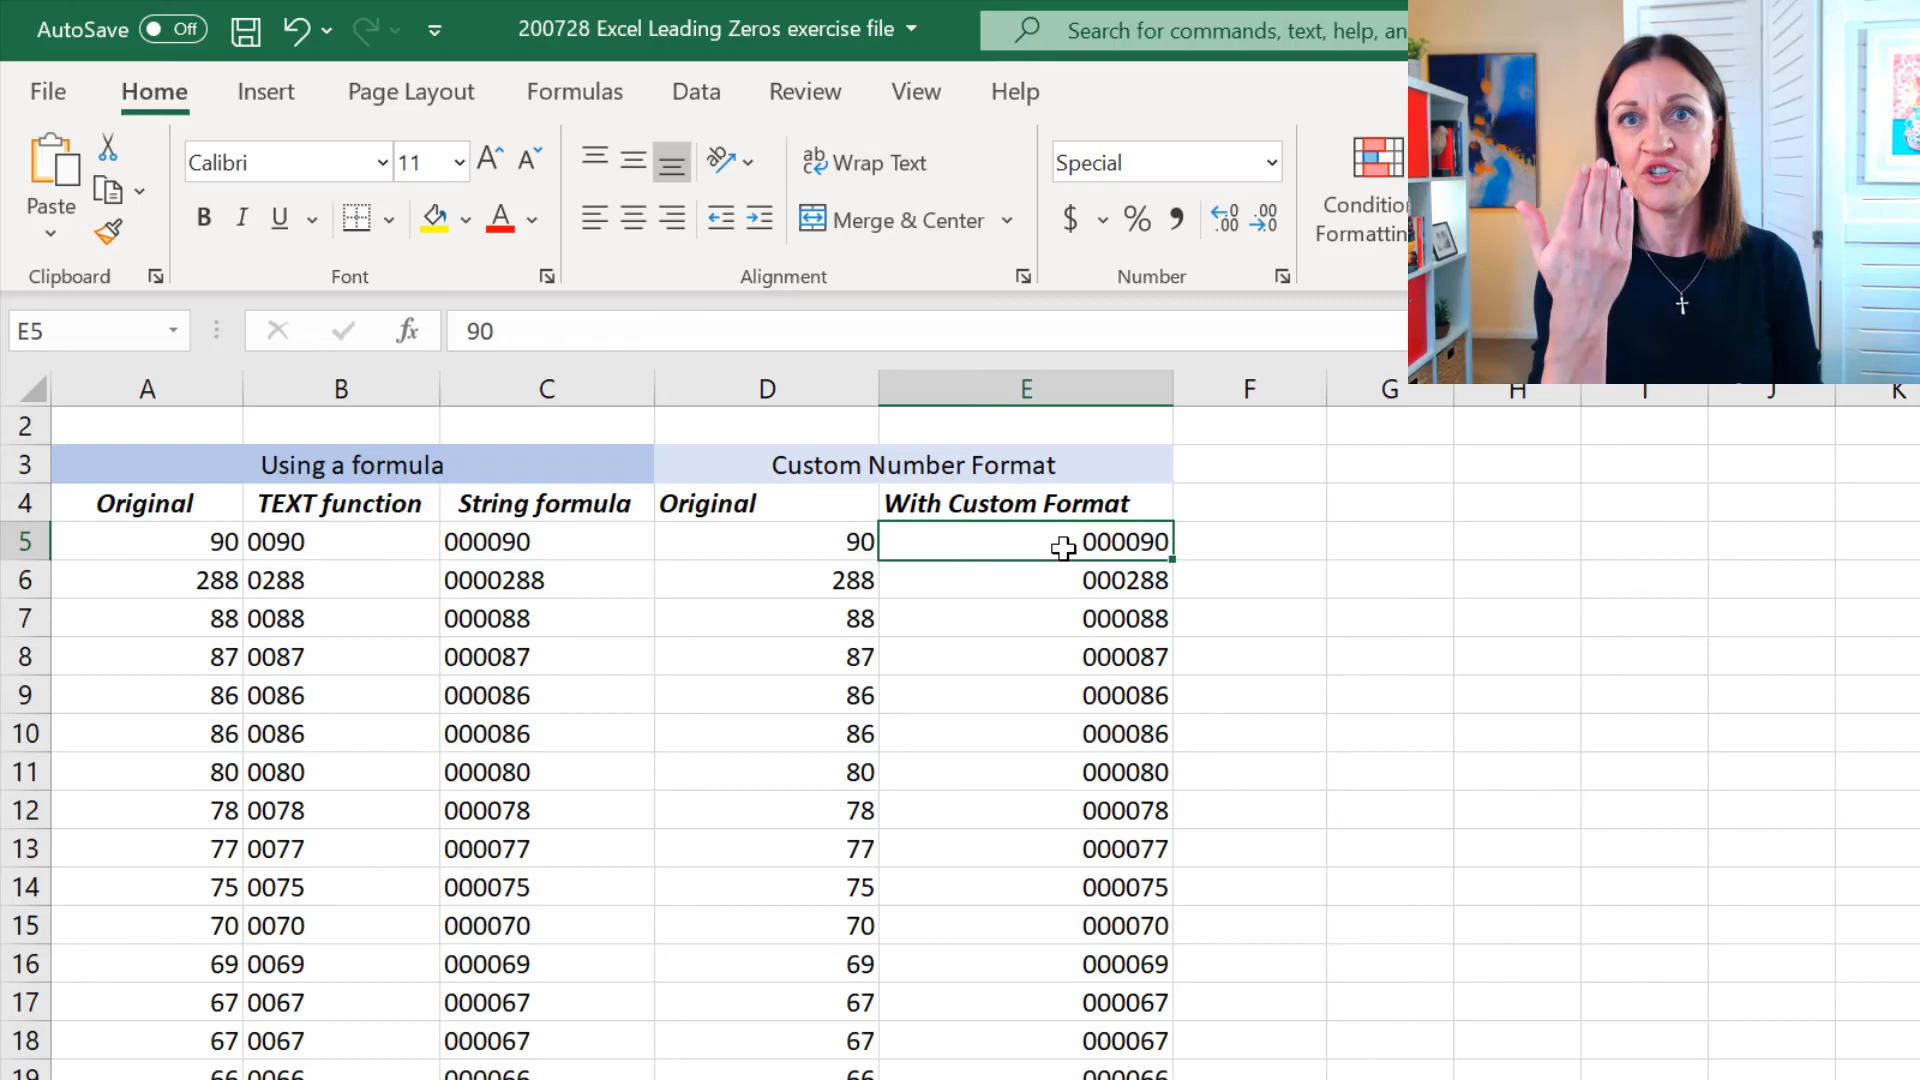 AutoSave Off 200728 Excel Leading Zeros exercise file Search for commands, text, help, an
File Home Insert Page Layout Formulas Data Review View Help
Paste Calibri 11 A A ab Wrap Text Special
B I U A Merge & Center $ % 9 .00 .00 Conditio
Formattin
Clipboard Font Alignment Number
E5 fx 90
A B C D E F G H I J K
2
3 Using a formula Custom Number Format
4 Original TEXT function String formula Original With Custom Format
5 90 0090 000090 90 000090
6 288 0288 0000288 288 000288
7 88 0088 000088 88 000088
8 87 0087 000087 87 000087
9 86 0086 000086 86 000086
10 86 0086 000086 86 000086
11 80 0080 000080 80 000080
12 78 0078 000078 78 000078
13 77 0077 000077 77 000077
14 75 0075 000075 75 000075
15 70 0070 000070 70 000070
16 69 0069 000069 69 000069
17 67 0067 000067 67 000067
18 67 0067 000067 67 000067
19 66 0066 000066 66 000066